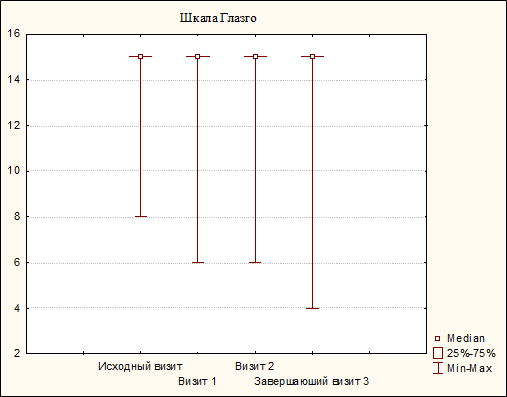 Шкала Глазго
16
14
12
10
8
6
4
2
Исходный визит
Визит 1
Визит 2
Завершаюший визит 3
Median
25%-75%
Min-Max